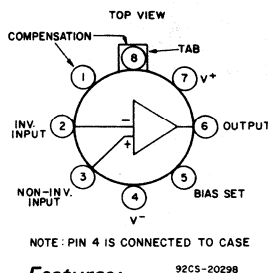 TOP VIEW
COMPENSATION
TAB
8
1
7
V+
INV.
INPUT
2
−
+
6
OUTPUT
3
NON-INV.
INPUT
4
V−
5
BIAS SET
NOTE: PIN 4 IS CONNECTED TO CASE
92CS-20298
Features: